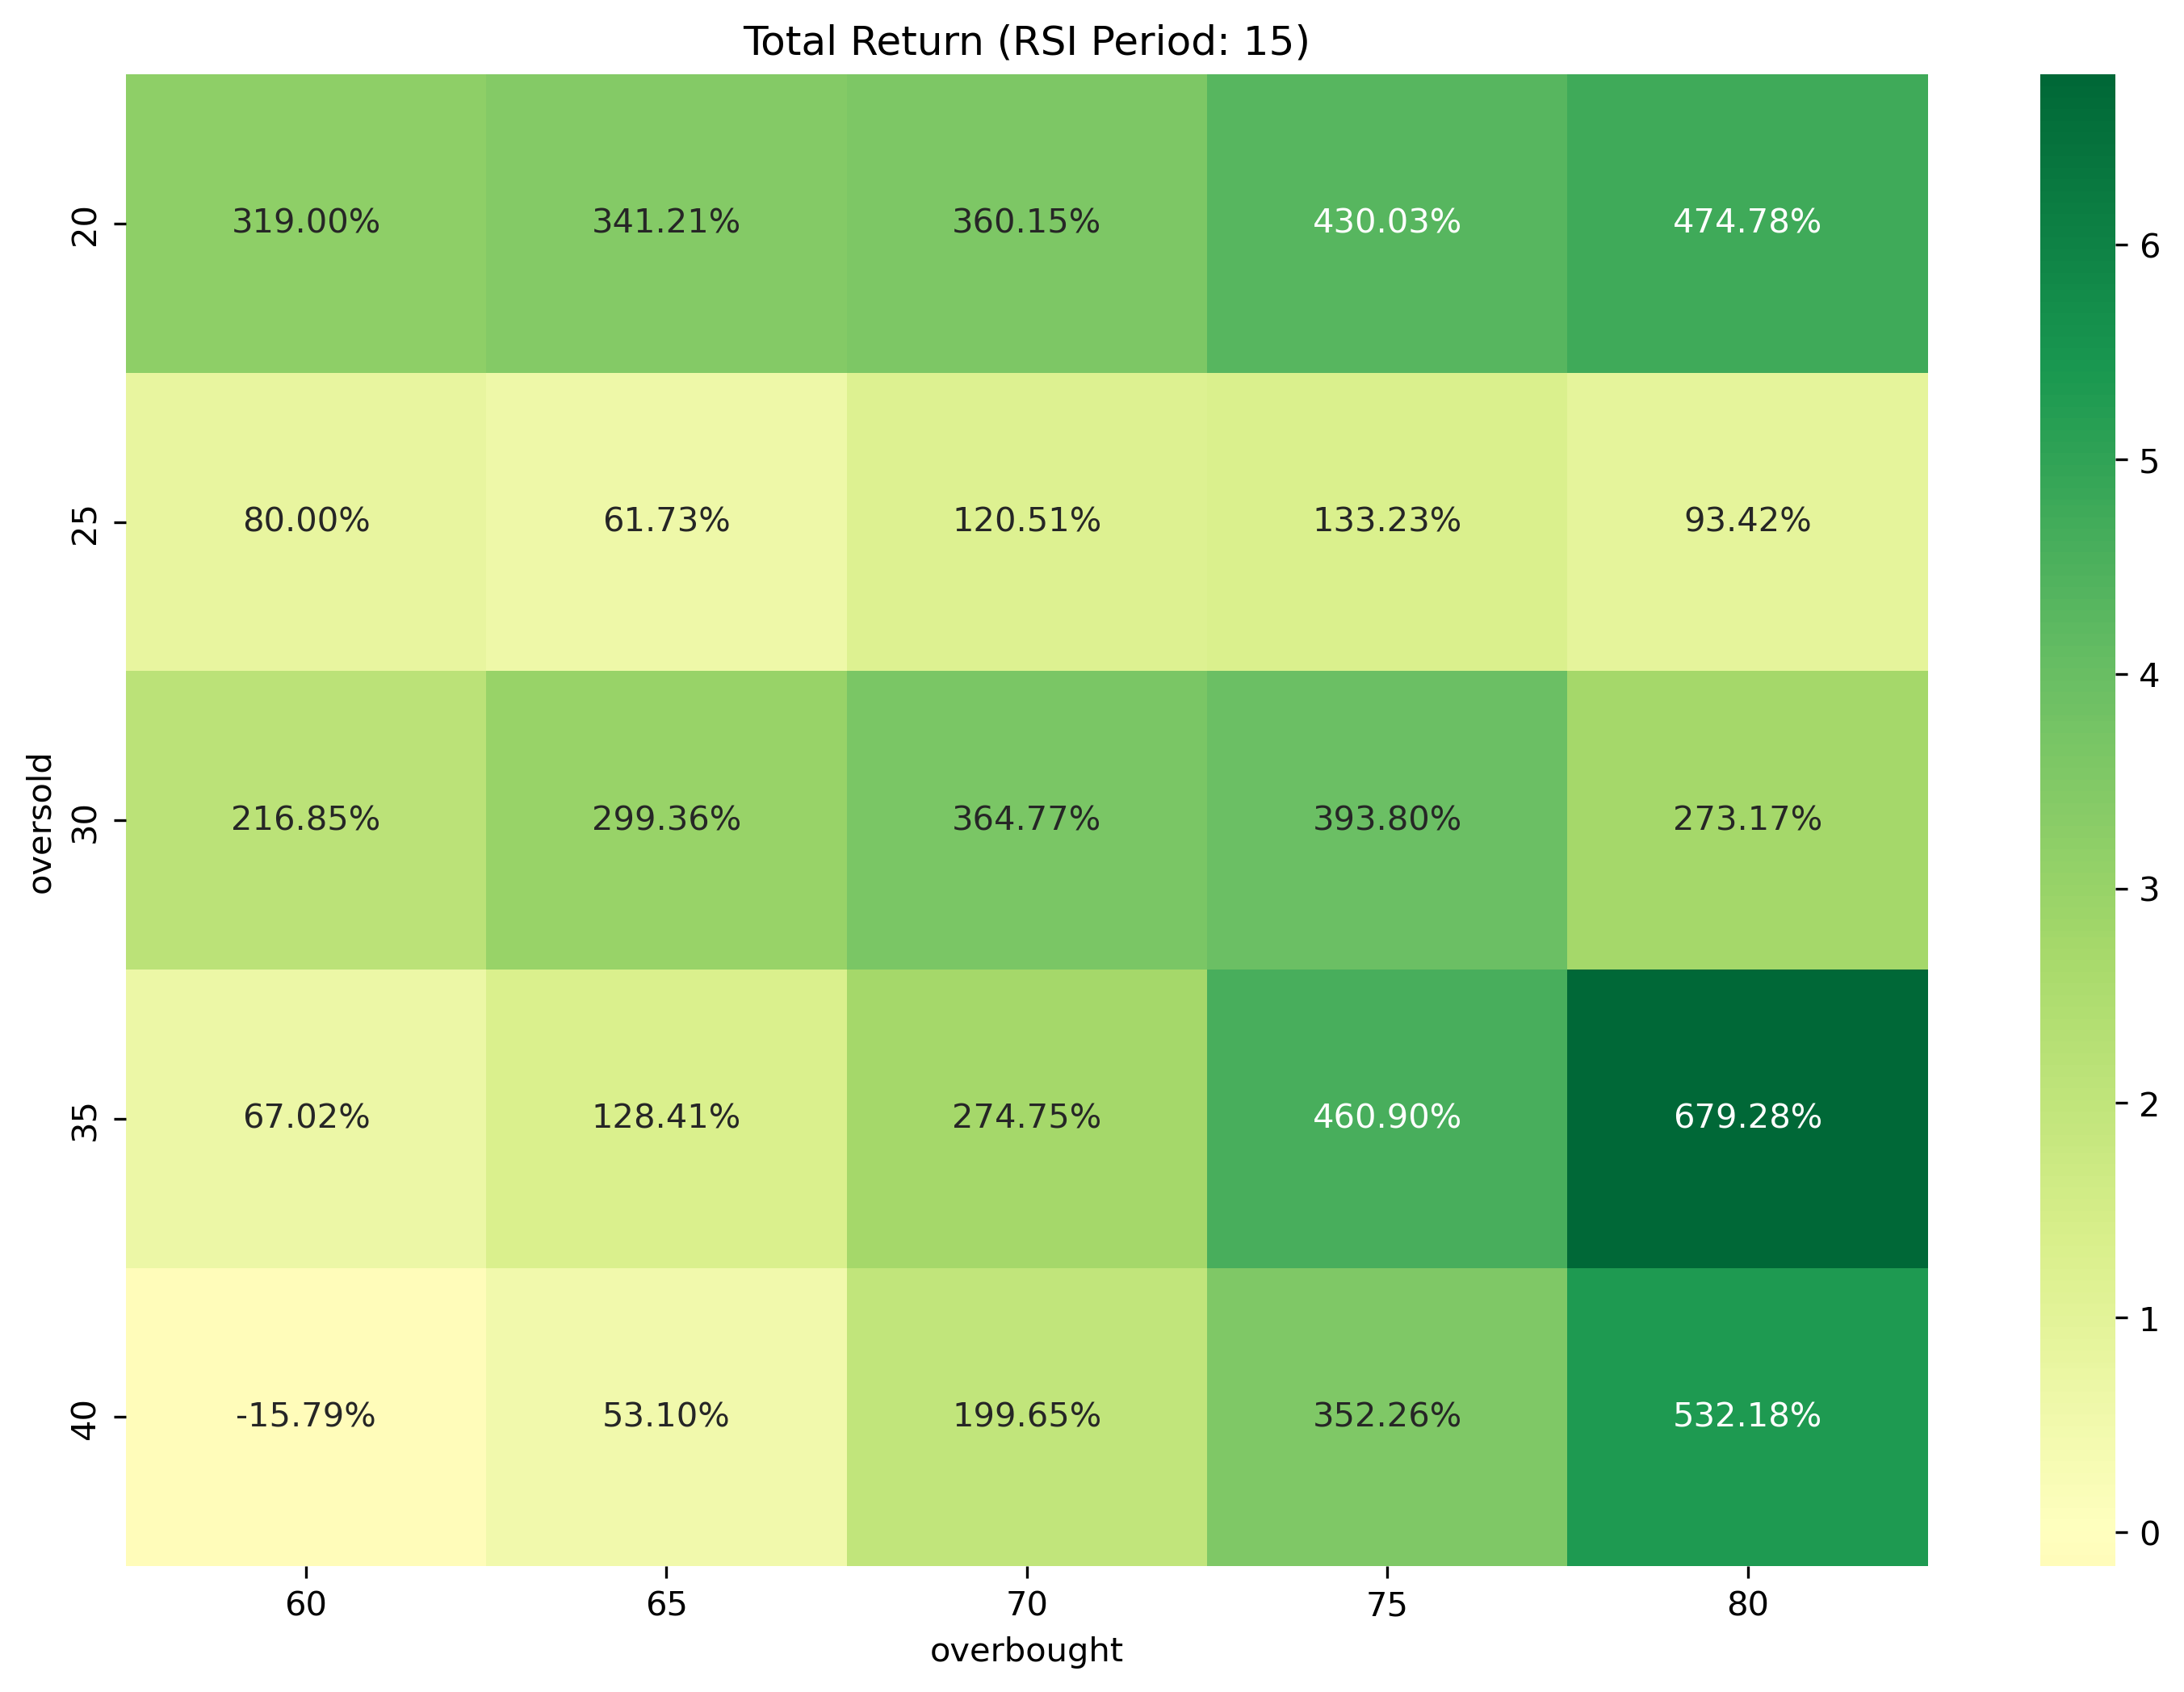 Total Return (RSI Period: 15)
oversold
20
319.00% 341.21% 360.15% 430.03% 474.78%
25
80.00% 61.73% 120.51% 133.23% 93.42%
30
216.85% 299.36% 364.77% 393.80% 273.17%
35
67.02% 128.41% 274.75% 460.90% 679.28%
40
-15.79% 53.10% 199.65% 352.26% 532.18%
60 65 70 75 80
overbought
6
5
4
3
2
1
0